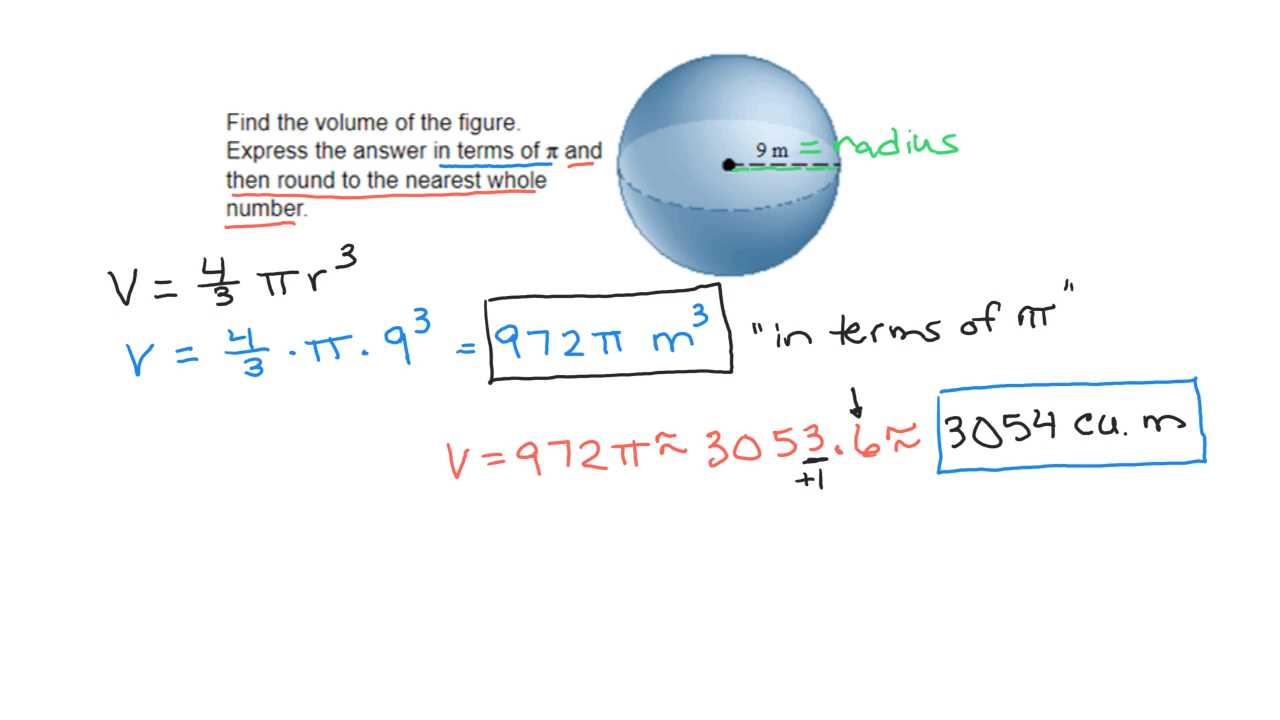 Find the volume of the figure.
Express the answer in terms of π and
then round to the nearest whole
number.
9 m = radius
V = 4/3 πr³
V = 4/3 · π · 9³ = 972π m³ "in terms of π"
V = 972π ≈ 3053.6 ≈ 3054 cu. m
+1